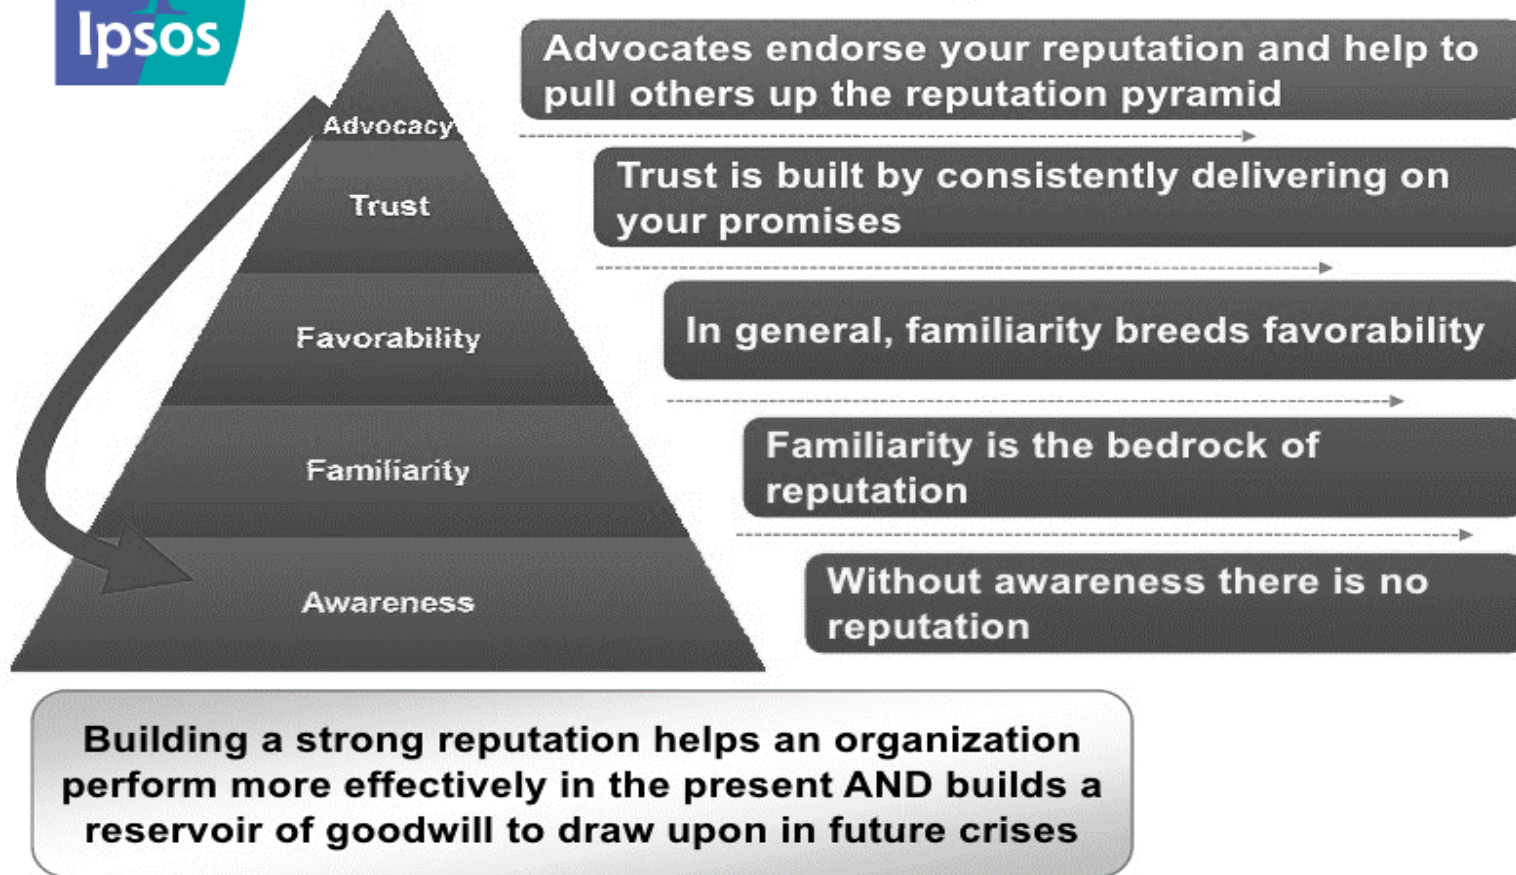 Ipsos
Advocates endorse your reputation and help to
pull others up the reputation pyramid
Advocacy
Trust is built by consistently delivering on
your promises
Trust
In general, familiarity breeds favorability
Favorability
Familiarity is the bedrock of
reputation
Familiarity
Without awareness there is no
reputation
Awareness
Building a strong reputation helps an organization
perform more effectively in the present AND builds a
reservoir of goodwill to draw upon in future crises